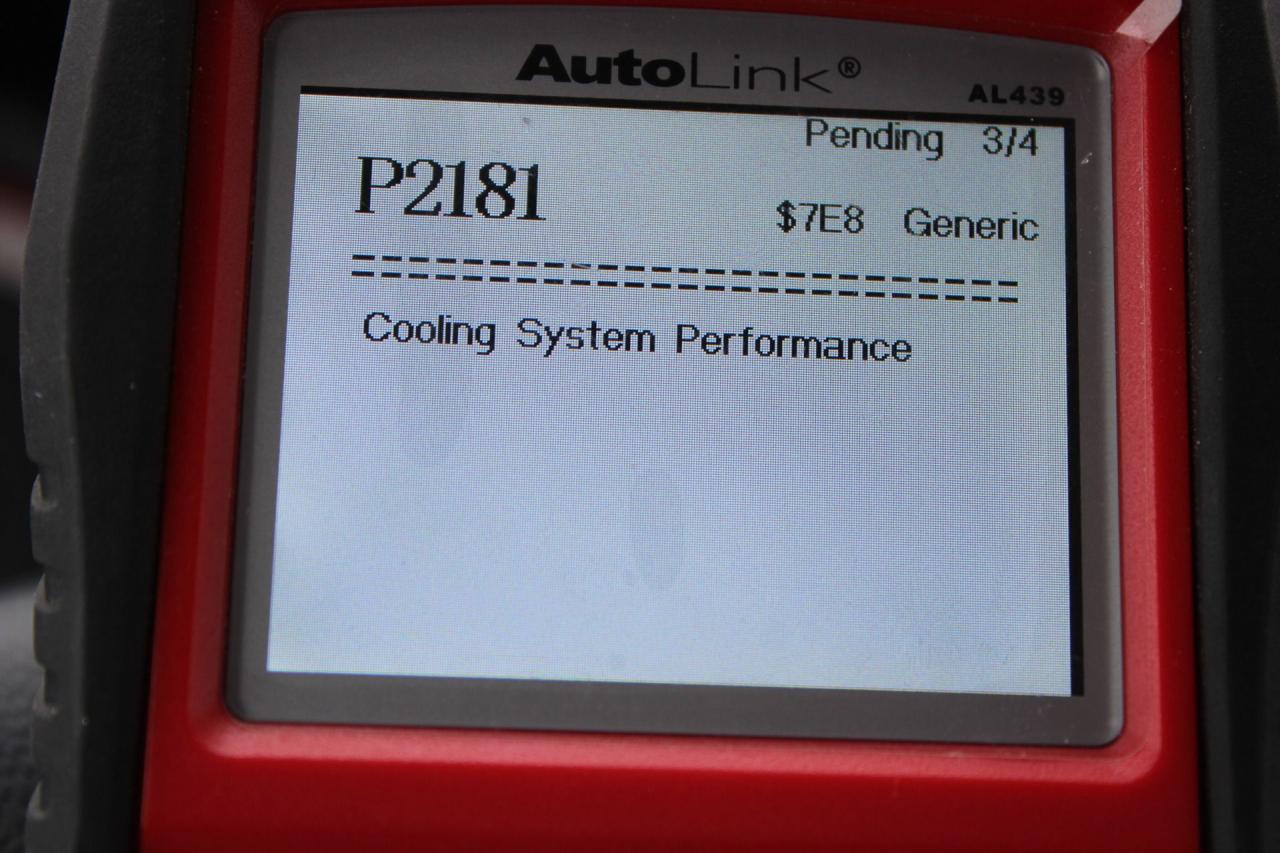 AutoLink®
AL439
Pending 3/4
P2181
$7E8 Generic
=========================
Cooling System Performance